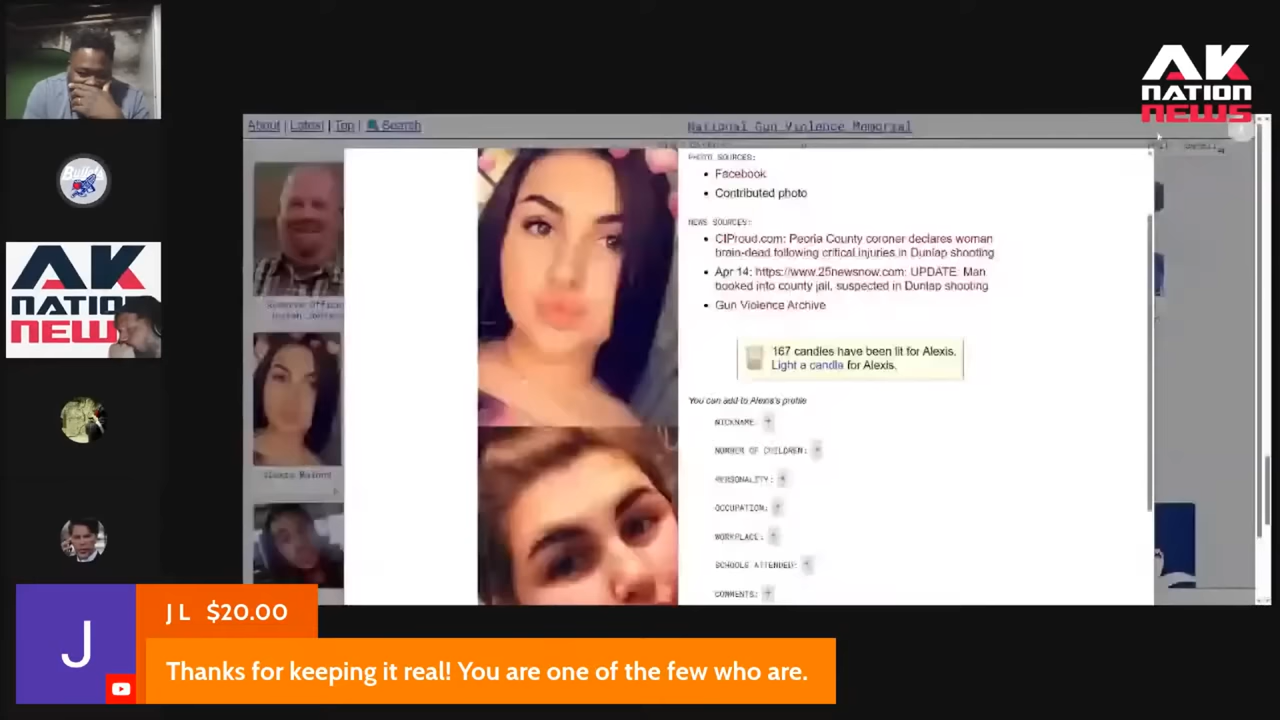 AK
NATION
NEWS
About | Latest | Top | Search
National Gun Violence Memorial
PHOTO SOURCES:
Facebook
Contributed photo
NEWS SOURCES:
CIProud.com: Peoria County coroner declares woman
brain-dead following critical injuries in Dunlap shooting
Apr 14: https://www.25newsnow.com: UPDATE: Man
booked into county jail, suspected in Dunlap shooting
Gun Violence Archive
167 candles have been lit for Alexis.
Light a candle for Alexis.
You can add to Alexis's profile
NICKNAME: +
NUMBER OF CHILDREN: +
PERSONALITY: +
OCCUPATION: +
WORKPLACE: +
SCHOOLS ATTENDED: +
COMMENTS: +
BULLS
AK
NATION
NEWS
J
J L $20.00
Thanks for keeping it real! You are one of the few who are.